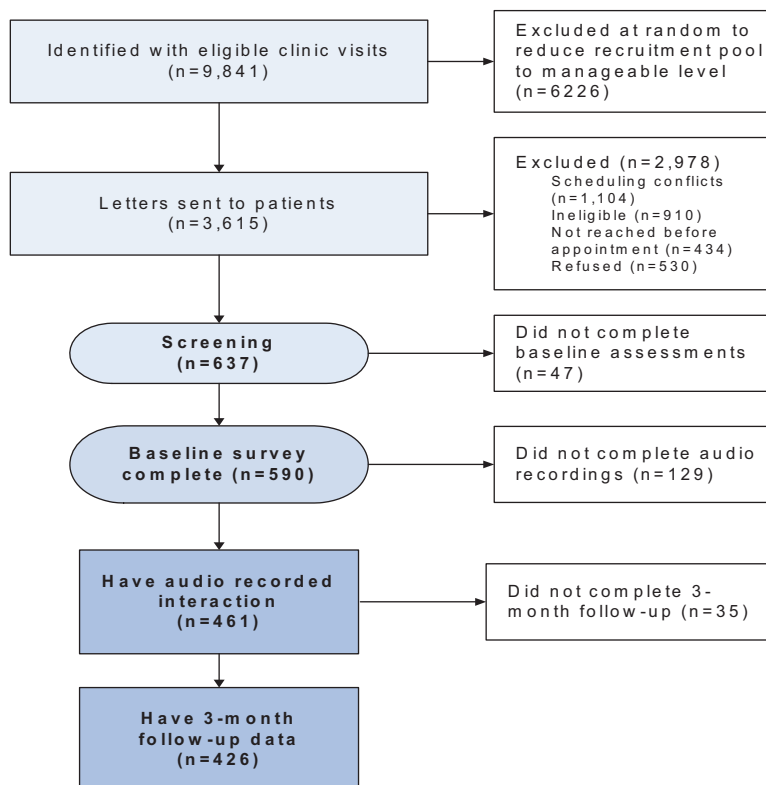 Identified with eligible clinic visits
(n=9,841)
Excluded at random to
reduce recruitment pool
to manageable level
(n=6226)
Letters sent to patients
(n=3,615)
Excluded (n=2,978)
Scheduling conflicts
(n=1,104)
Ineligible (n=910)
Not reached before
appointment (n=434)
Refused (n=530)
Screening
(n=637)
Did not complete
baseline assessments
(n=47)
Baseline survey
complete (n=590)
Did not complete audio
recordings (n=129)
Have audio recorded
interaction
(n=461)
Did not complete 3-
month follow-up (n=35)
Have 3-month
follow-up data
(n=426)